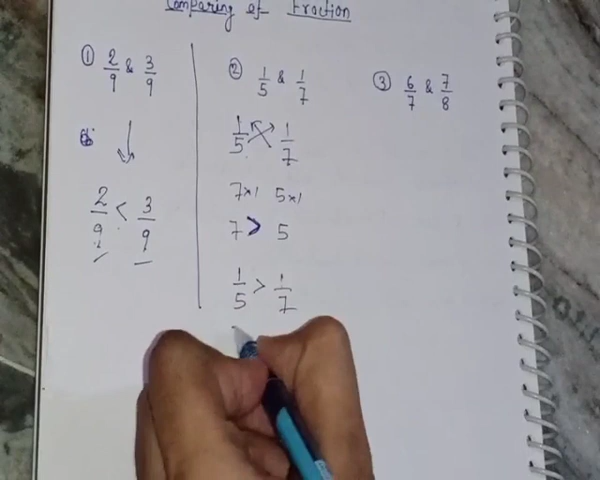 Comparing of Fraction
① 2/9 & 3/9
2/9 < 3/9
② 1/5 & 1/7
1/5 1/7
7×1 5×1
7 > 5
1/5 > 1/7
③ 6/7 & 7/8